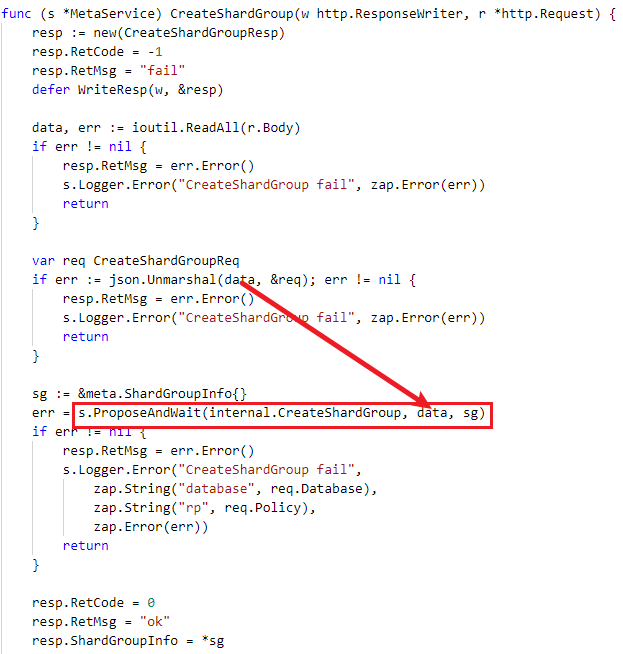 func (s *MetaService) CreateShardGroup(w http.ResponseWriter, r *http.Request) {
    resp := new(CreateShardGroupResp)
    resp.RetCode = -1
    resp.RetMsg = "fail"
    defer WriteResp(w, &resp)

    data, err := ioutil.ReadAll(r.Body)
    if err != nil {
        resp.RetMsg = err.Error()
        s.Logger.Error("CreateShardGroup fail", zap.Error(err))
        return
    }

    var req CreateShardGroupReq
    if err := json.Unmarshal(data, &req); err != nil {
        resp.RetMsg = err.Error()
        s.Logger.Error("CreateShardGroup fail", zap.Error(err))
        return
    }

    sg := &meta.ShardGroupInfo{}
    err = s.ProposeAndWait(internal.CreateShardGroup, data, sg)
    if err != nil {
        resp.RetMsg = err.Error()
        s.Logger.Error("CreateShardGroup fail",
            zap.String("database", req.Database),
            zap.String("rp", req.Policy),
            zap.Error(err))
        return
    }

    resp.RetCode = 0
    resp.RetMsg = "ok"
    resp.ShardGroupInfo = *sg